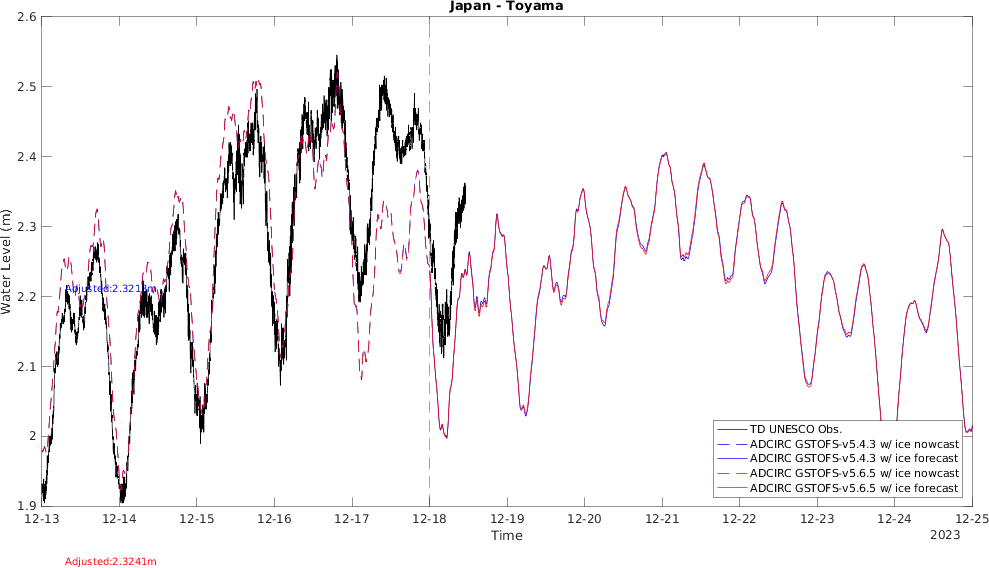 Japan - Toyama
2.6
2.5
2.4
2.3
2.2
2.1
2
1.9
Water Level (m)
Adjusted:2.3213m
TD UNESCO Obs.
ADCIRC GSTOFS-v5.4.3 w/ ice nowcast
ADCIRC GSTOFS-v5.4.3 w/ ice forecast
ADCIRC GSTOFS-v5.6.5 w/ ice nowcast
ADCIRC GSTOFS-v5.6.5 w/ ice forecast
12-13 12-14 12-15 12-16 12-17 12-18 12-19 12-20 12-21 12-22 12-23 12-24 12-25
Time
2023
Adjusted:2.3241m